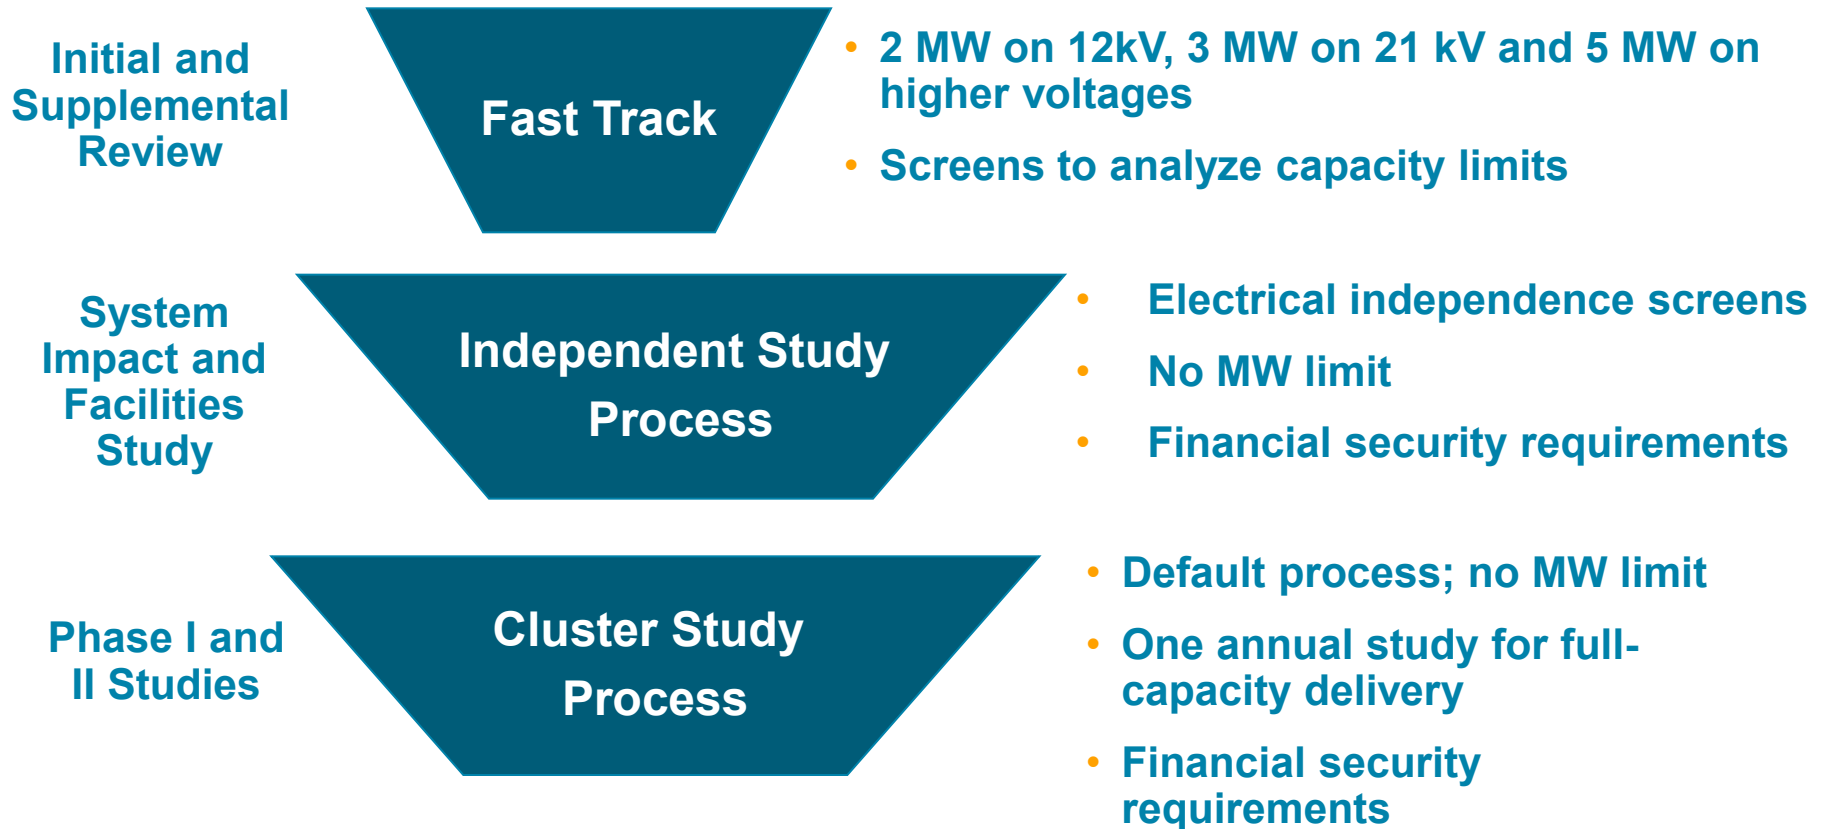 Initial and
Supplemental
Review
Fast Track
• 2 MW on 12kV, 3 MW on 21 kV and 5 MW on
higher voltages
• Screens to analyze capacity limits
System
Impact and
Facilities
Study
Independent Study
Process
• Electrical independence screens
• No MW limit
• Financial security requirements
Phase I and
II Studies
Cluster Study
Process
• Default process; no MW limit
• One annual study for full-
capacity delivery
• Financial security
requirements